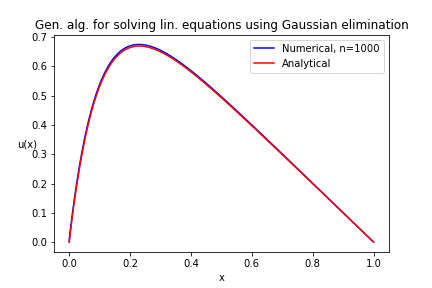 Gen. alg. for solving lin. equations using Gaussian elimination
Numerical, n=1000
Analytical
0.7
0.6
0.5
0.4
0.3
0.2
0.1
0.0
u(x)
0.0 0.2 0.4 0.6 0.8 1.0
x